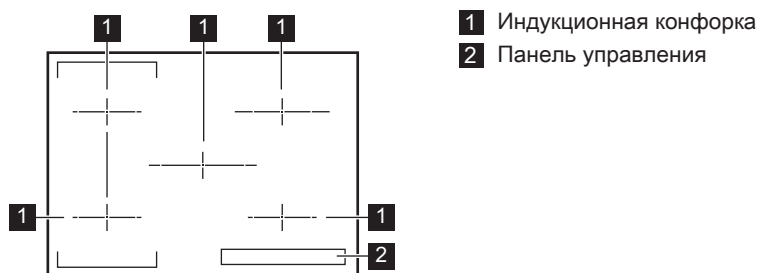 1 1 1
1 Индукционная конфорка
2 Панель управления
1 1
2